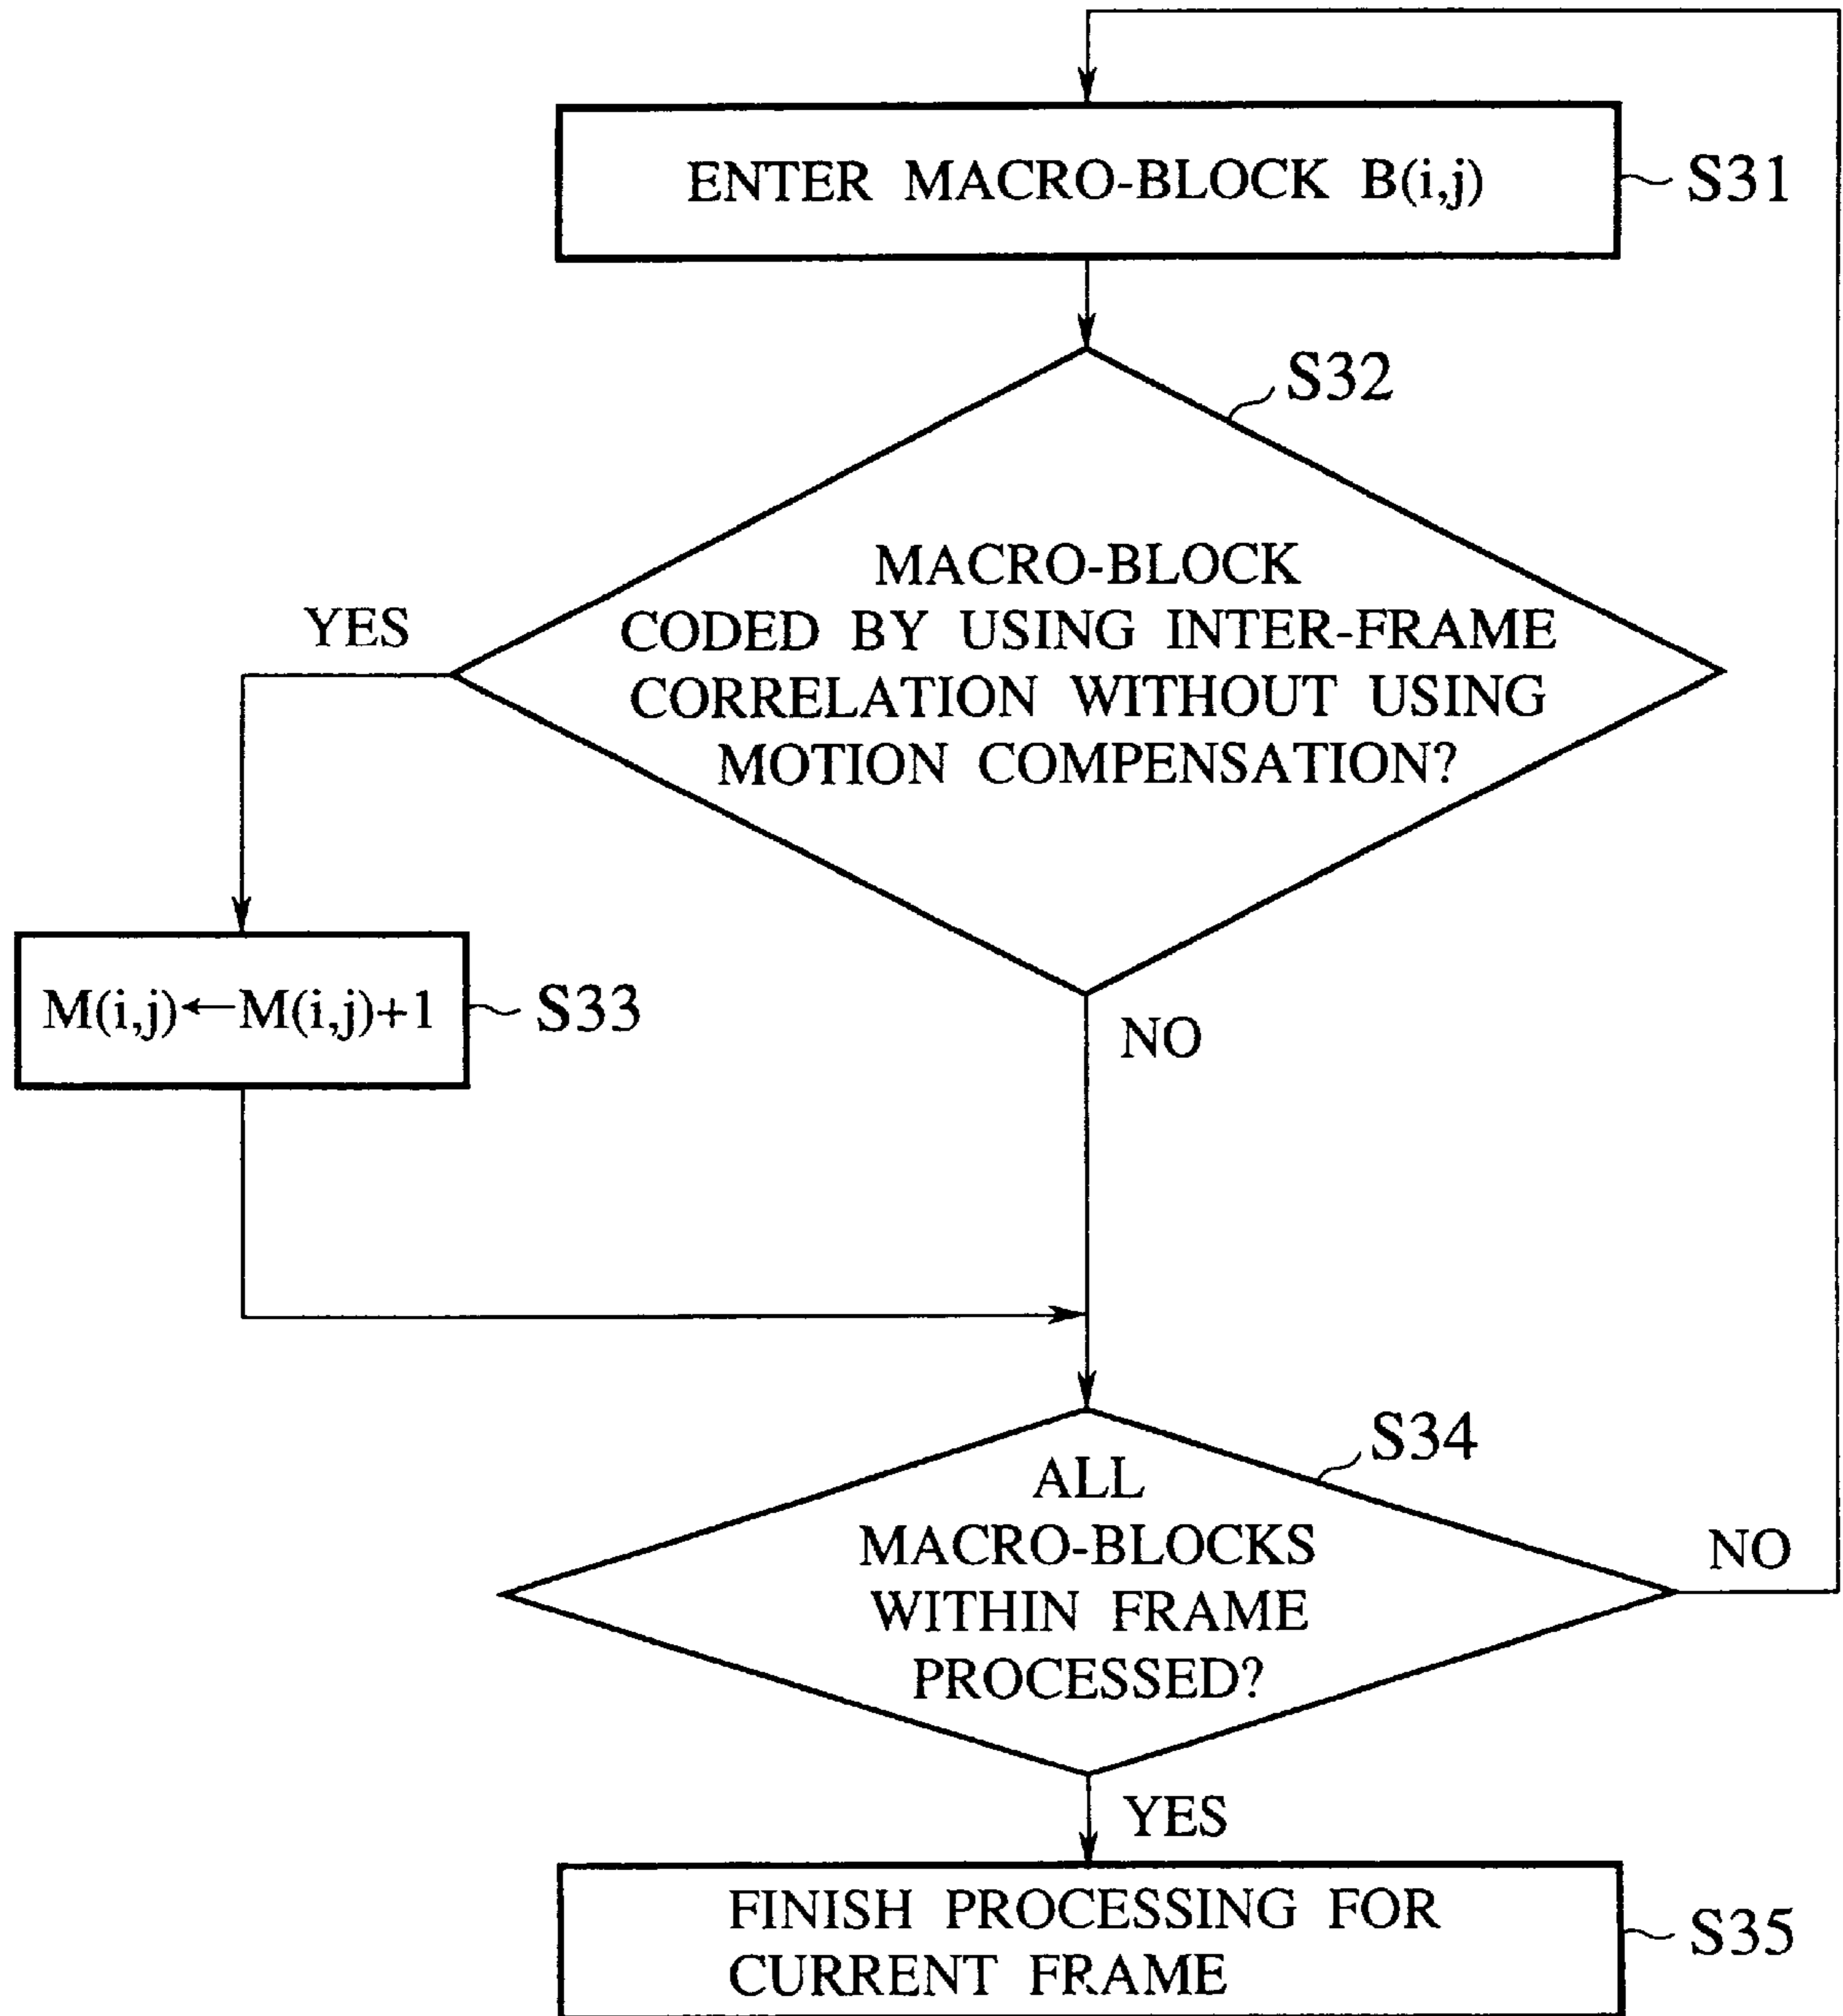 ENTER MACRO-BLOCK B(i,j)
S31
S32
MACRO-BLOCK
CODED BY USING INTER-FRAME
CORRELATION WITHOUT USING
MOTION COMPENSATION?
YES
M(i,j)←M(i,j)+1
S33
NO
S34
ALL
MACRO-BLOCKS
WITHIN FRAME
PROCESSED?
NO
YES
FINISH PROCESSING FOR
CURRENT FRAME
S35